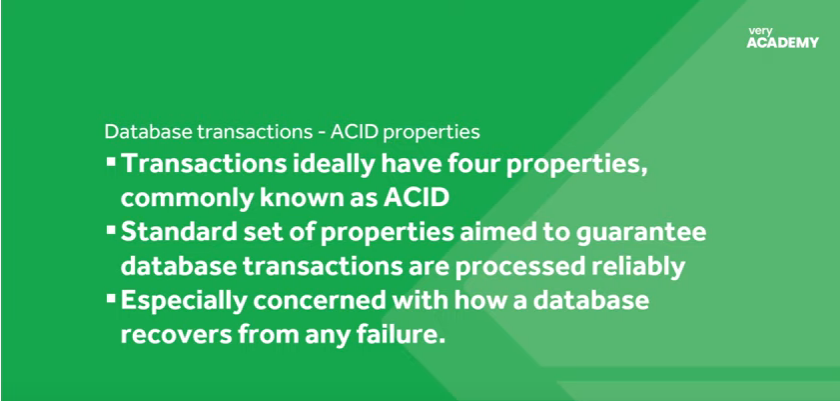 very
ACADEMY
Database transactions - ACID properties
▪Transactions ideally have four properties,
commonly known as ACID
▪Standard set of properties aimed to guarantee
database transactions are processed reliably
▪Especially concerned with how a database
recovers from any failure.